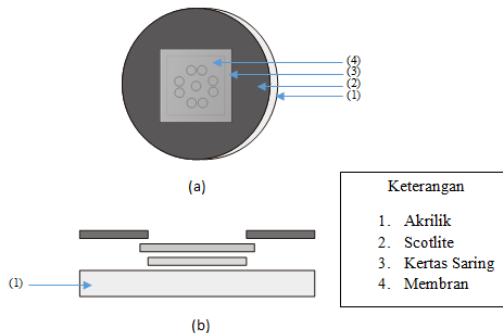 (4)
(3)
(2)
(1)
(a)
(1)
(b)
Keterangan
1. Akrilik
2. Scotlite
3. Kertas Saring
4. Membran